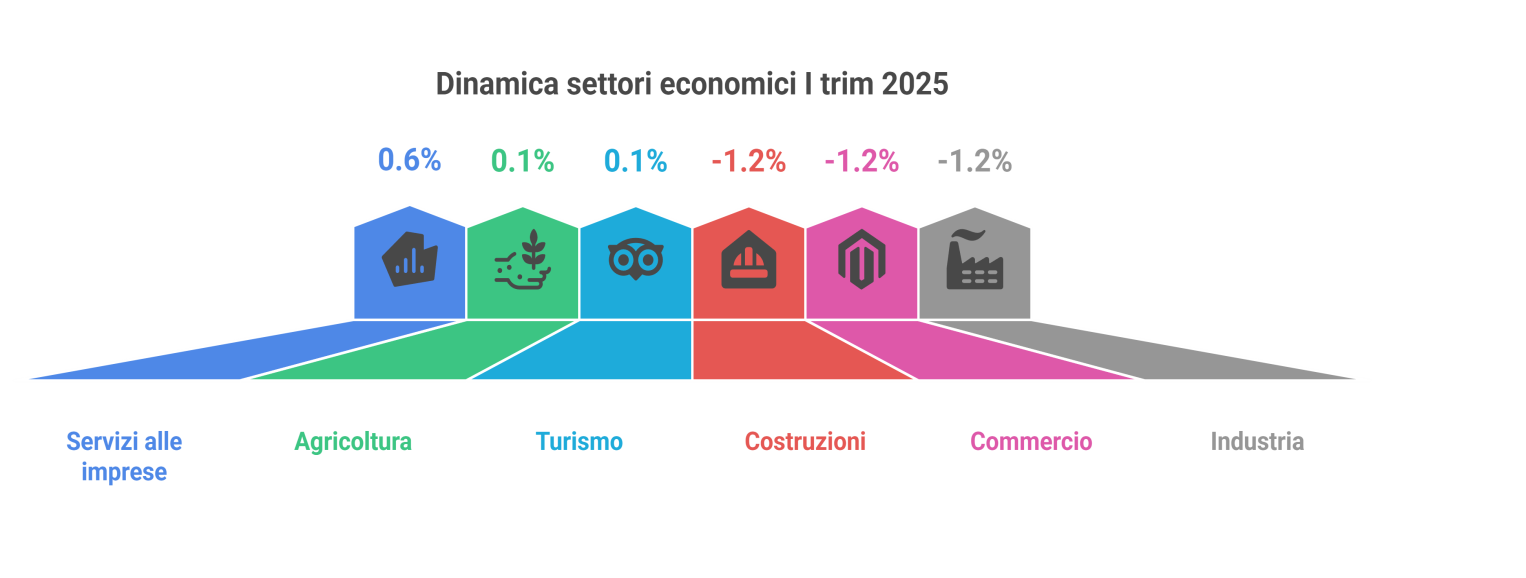 Dinamica settori economici I trim 2025
0.6% 0.1% 0.1% -1.2% -1.2% -1.2%
Servizi alle
imprese
Agricoltura
Turismo
Costruzioni
Commercio
Industria